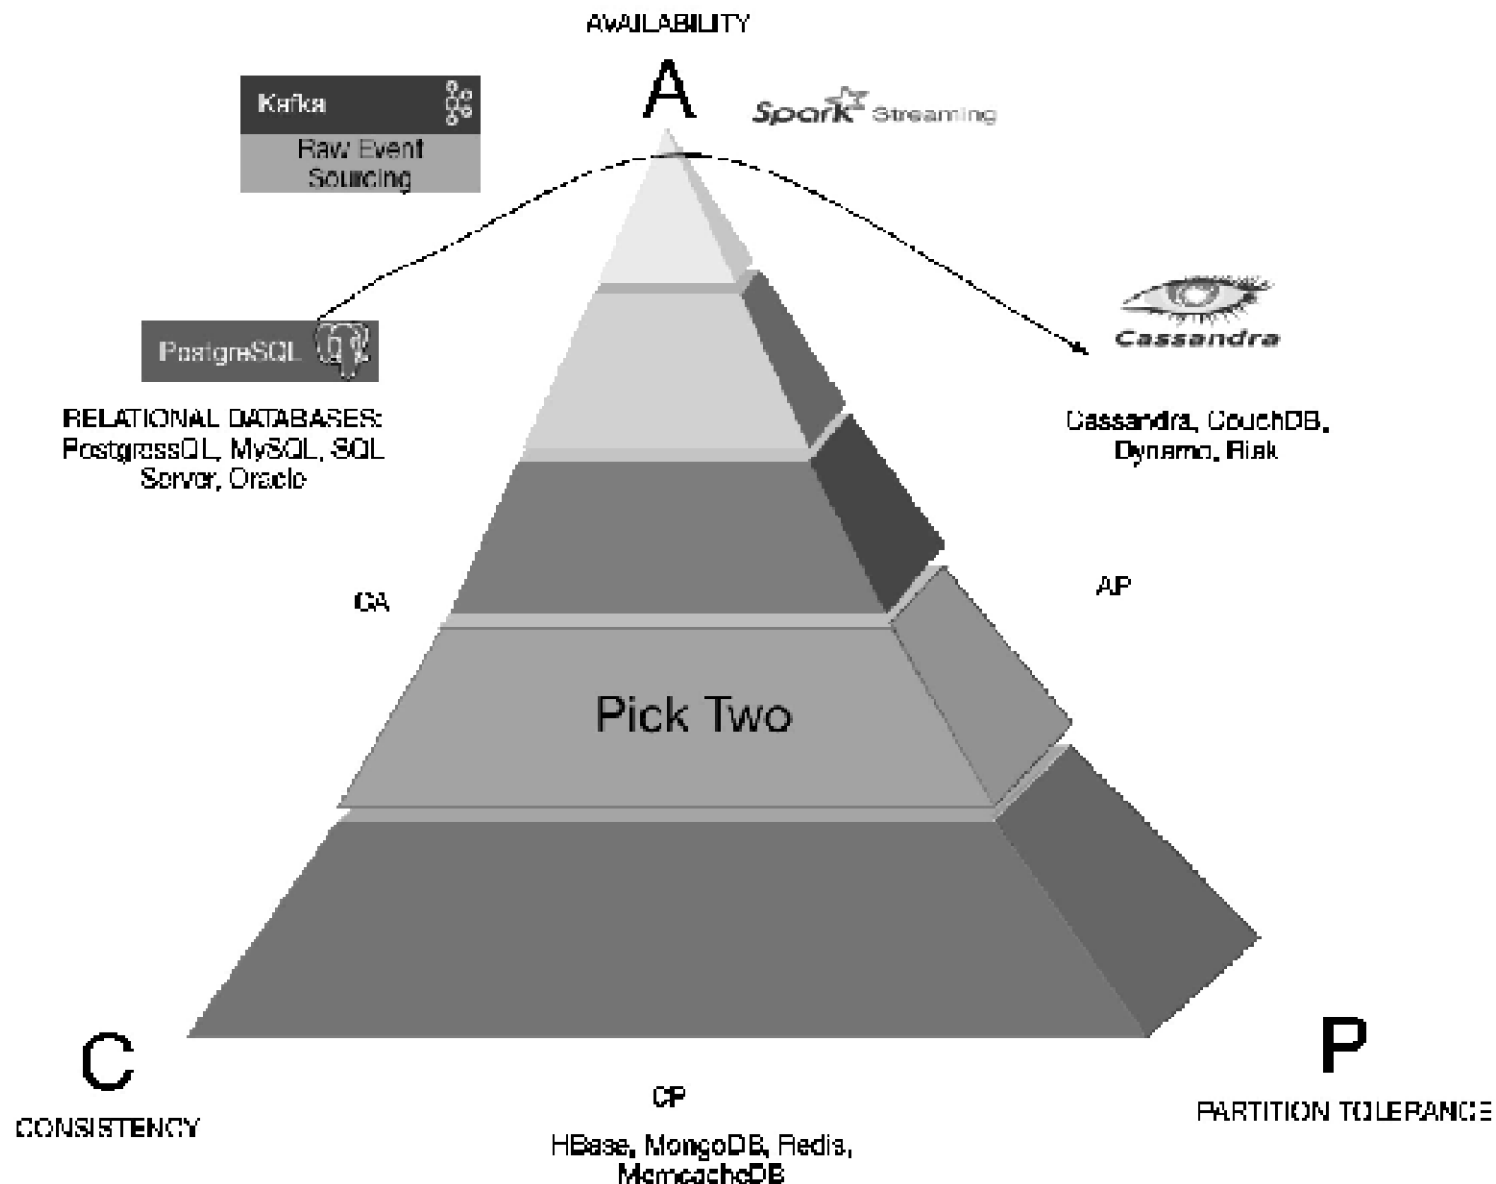 AVAILABILITY
A
Kafka
Raw Event
Sourcing
Spark Streaming
PostgreSQL
RELATIONAL DATABASES:
PostgressQL, MySQL, SQL
Server, Oracle
Cassandra
Cassandra, CouchDB,
Dynamo, Risk
CA
AP
Pick Two
C
CONSISTENCY
P
PARTITION TOLERANCE
CP
HBase, MongoDB, Redis,
MemcacheDB